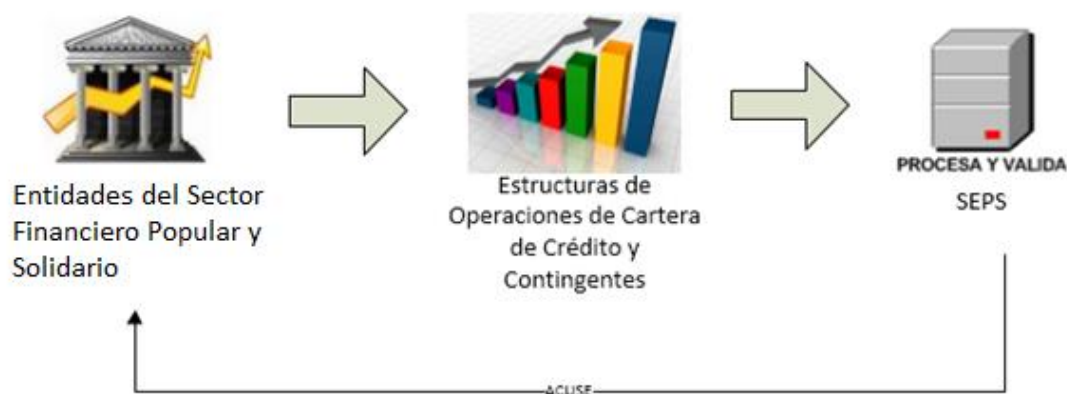 Entidades del Sector
Financiero Popular y
Solidario
Estructuras de
Operaciones de Cartera
de Crédito y
Contingentes
PROCESA Y VALIDA
SEPS
ACUSE